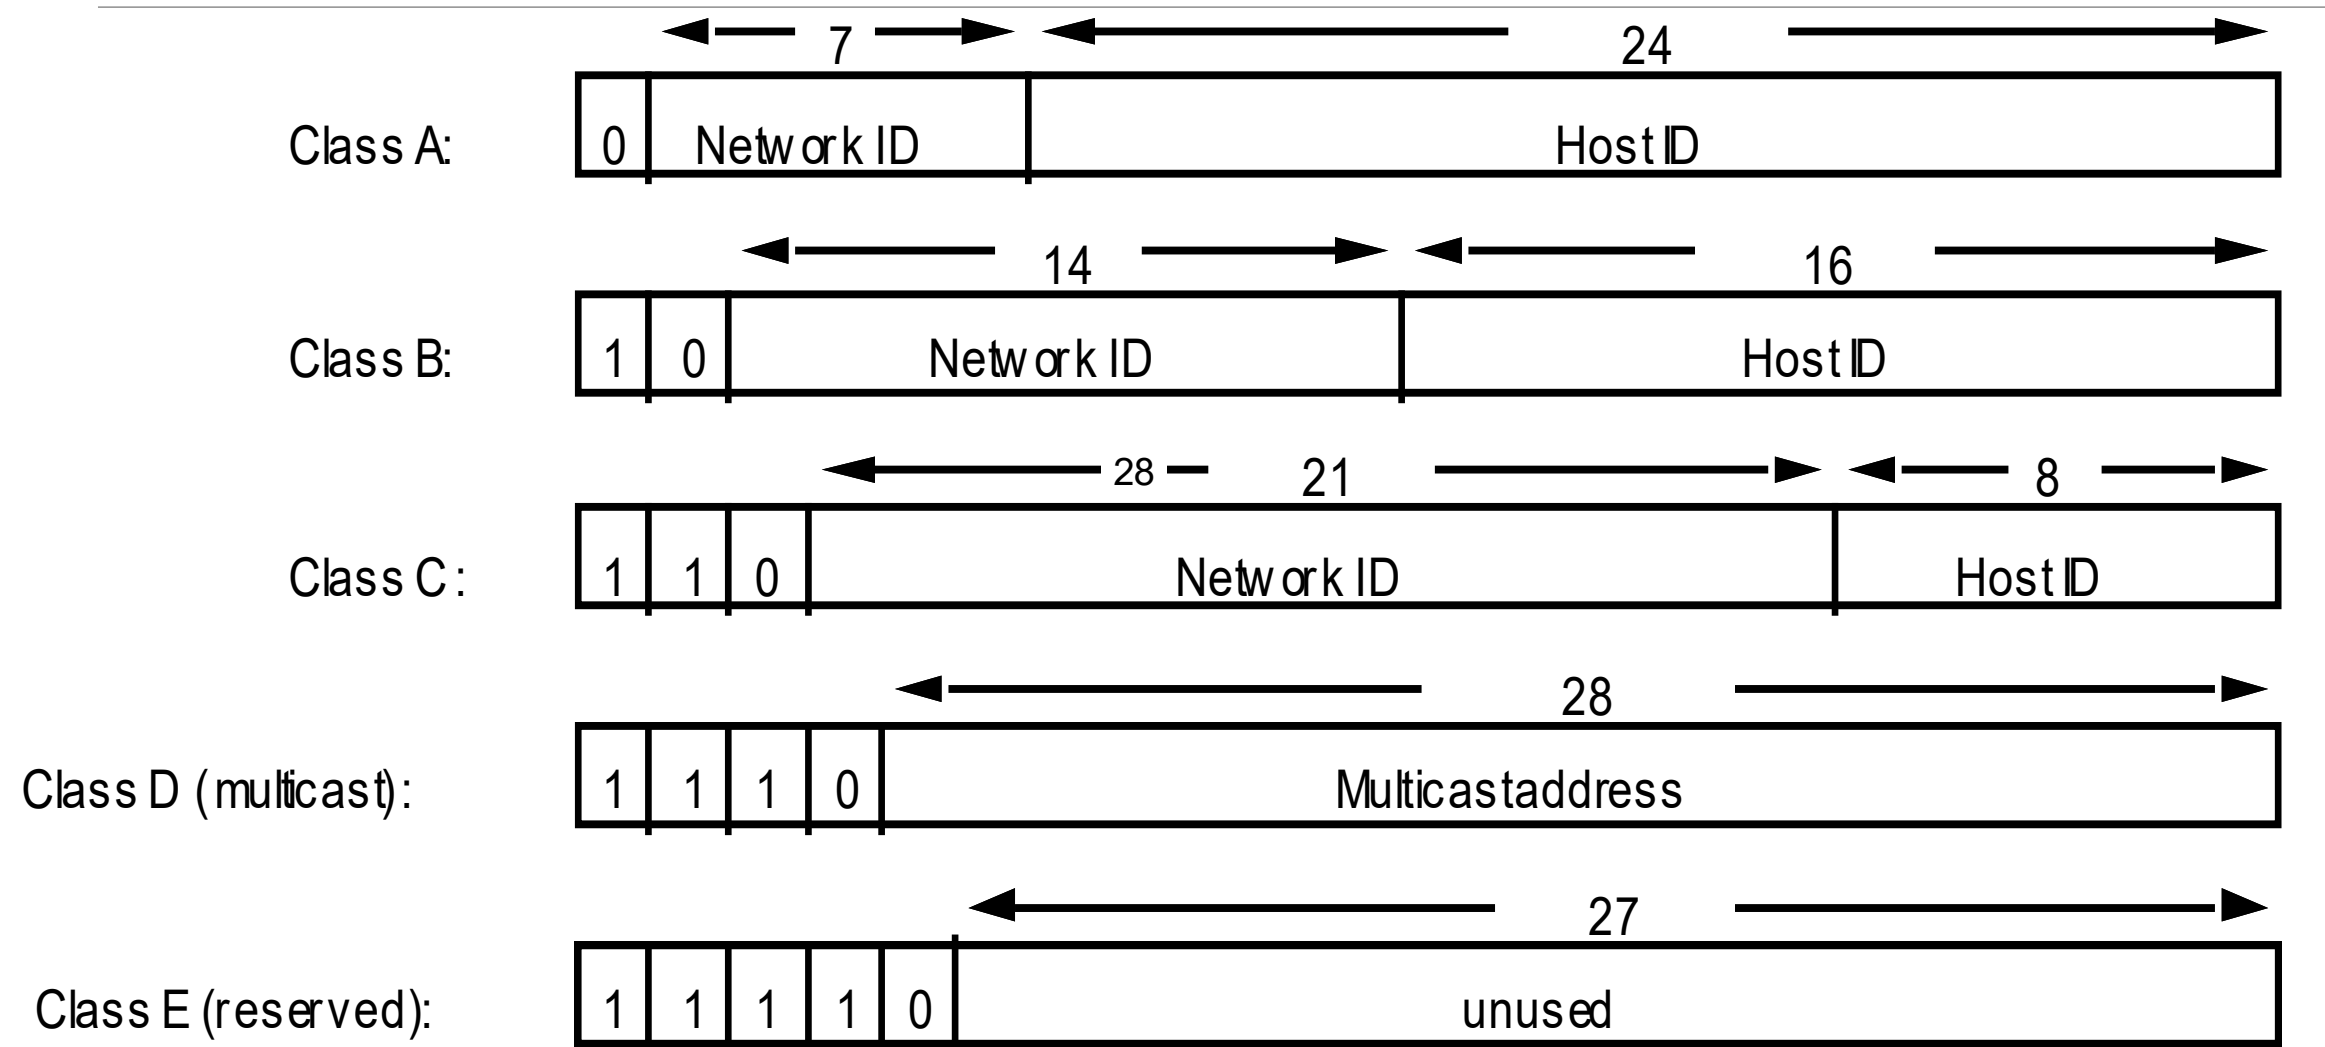 7 24
Class A: 0 Network ID Host ID
14 16
Class B: 1 0 Network ID Host ID
28 21 8
Class C: 1 1 0 Network ID Host ID
28
Class D (multicast): 1 1 1 0 Multicast address
27
Class E (reserved): 1 1 1 1 0 unused